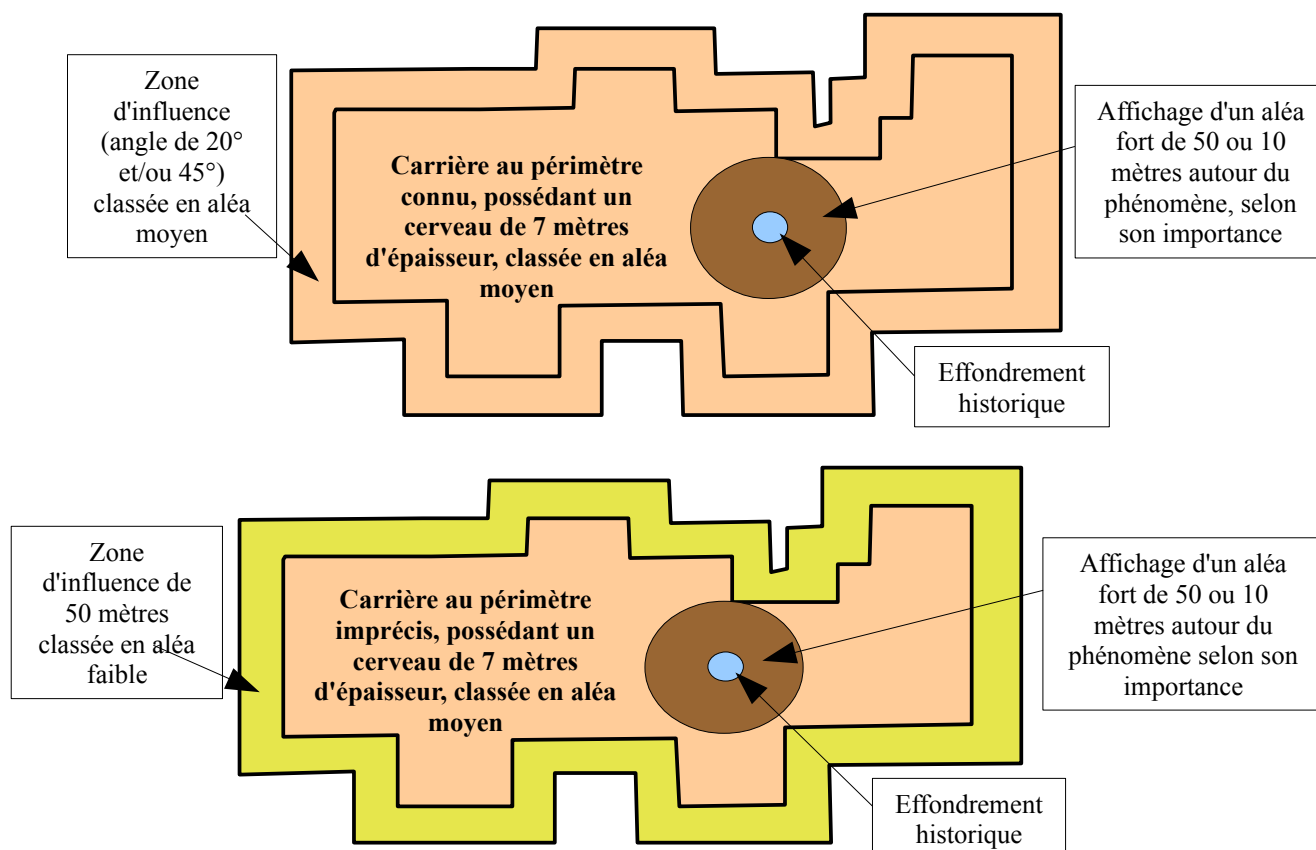 Zone
d'influence
(angle de 20°
et/ou 45°)
classée en aléa
moyen
Carrière au périmètre
connu, possédant un
cerveau de 7 mètres
d'épaisseur, classée en aléa
moyen
Affichage d'un aléa
fort de 50 ou 10
mètres autour du
phénomène, selon
son importance
Effondrement
historique
Zone
d'influence de
50 mètres
classée en aléa
faible
Carrière au périmètre
imprécis, possédant un
cerveau de 7 mètres
d'épaisseur, classée en aléa
moyen
Affichage d'un aléa
fort de 50 ou 10
mètres autour du
phénomène selon son
importance
Effondrement
historique